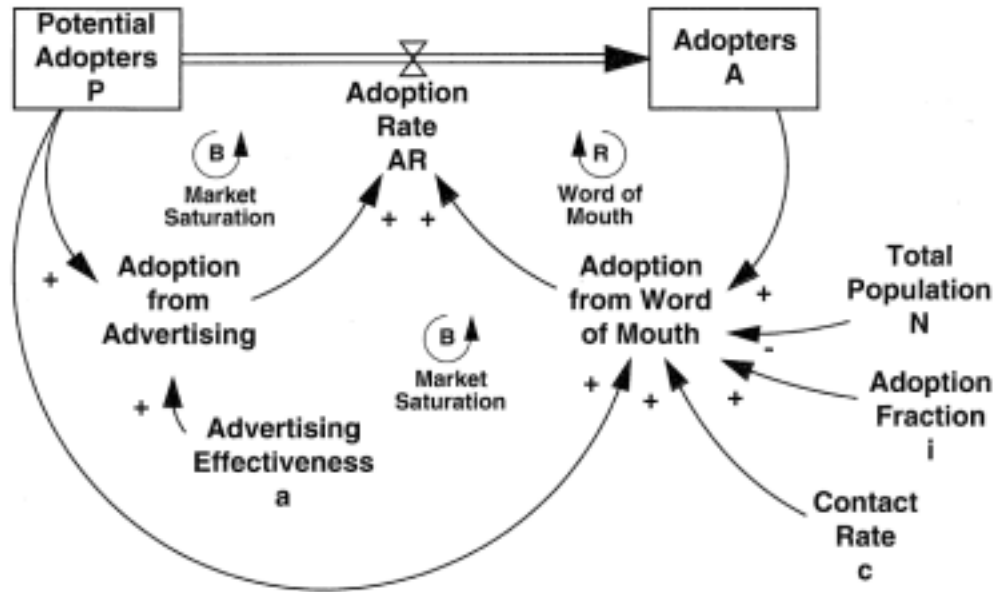 Potential
Adopters
P
Adopters
A
Adoption
Rate
AR
B
Market
Saturation
R
Word of
Mouth
+
+
+
Adoption
from
Advertising
Adoption
from Word
of Mouth
+
Total
Population
N
-
B
Market
Saturation
+
+
+
+
Adoption
Fraction
i
Advertising
Effectiveness
a
Contact
Rate
c